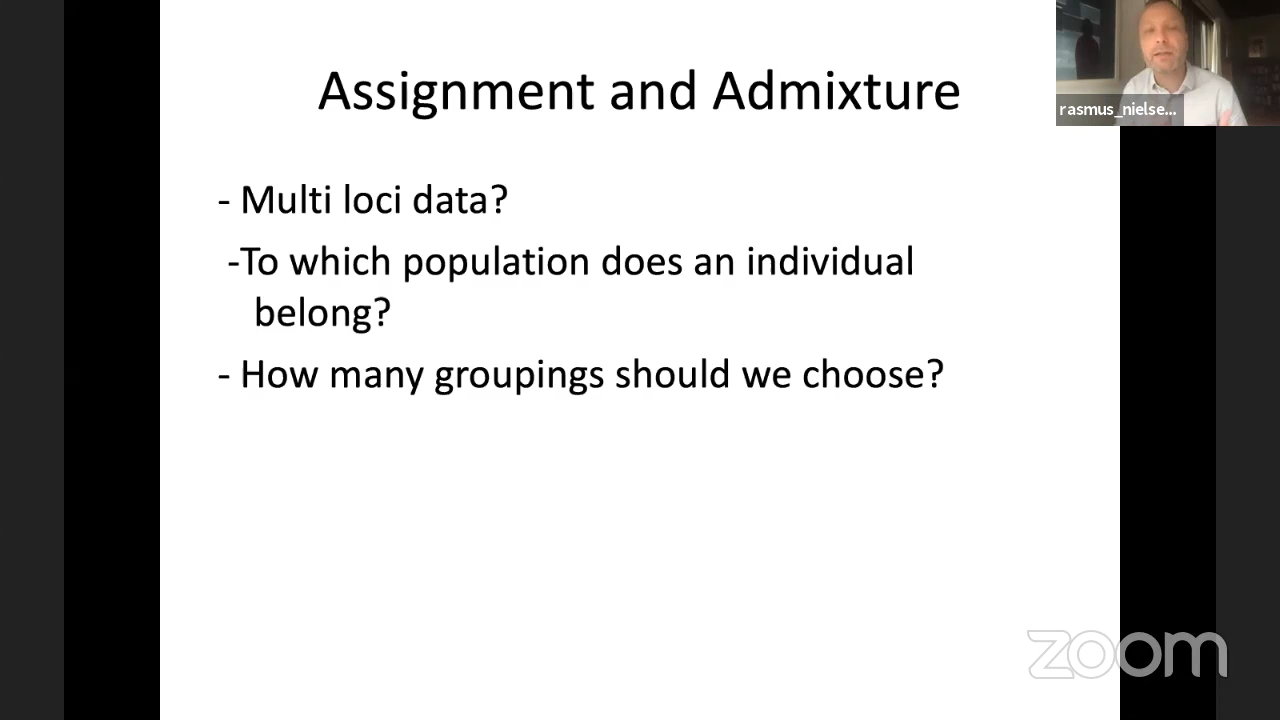 Assignment and Admixture
rasmus_nielse...
- Multi loci data?
-To which population does an individual
belong?
- How many groupings should we choose?
zoom